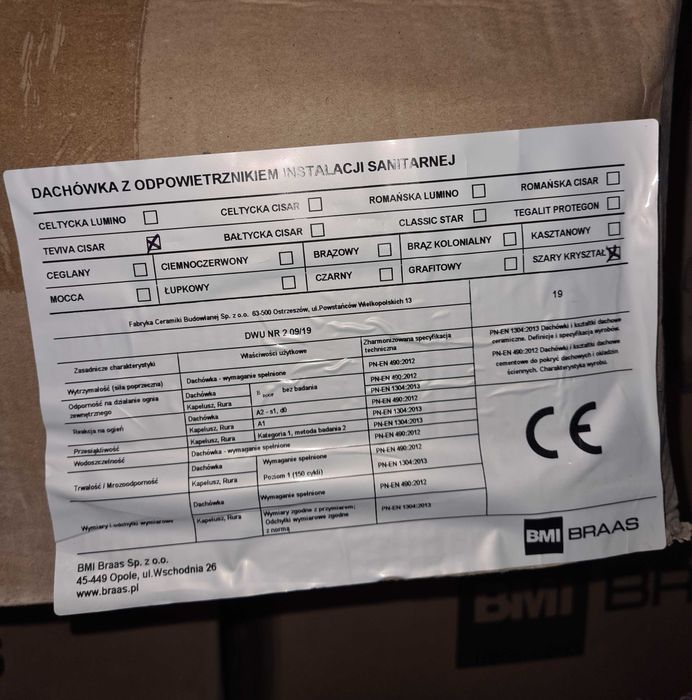 DACHÓWKA Z ODPOWIETRZNIKIEM INSTALACJI SANITARNEJ
CELTYCKA LUMINO CELTYCKA CISAR ROMAŃSKA LUMINO ROMAŃSKA CISAR
TEVIVA CISAR BAŁTYCKA CISAR CLASSIC STAR TEGALIT PROTEGON
CEGLANY CIEMNOCZERWONY BRĄZOWY BRĄZ KOLONIALNY KASZTANOWY
MOCCA ŁUPKOWY CZARNY GRAFITOWY SZARY KRYSZTAŁ
Fabryka Ceramiki Budowlanej Sp. z o.o. 63-500 Ostrzeszów, ul.Powstańców Wielkopolskich 13
19
DWU NR 2 09/19
Zasadnicze charakterystyki Właściwości użytkowe Zharmonizowana specyfikacja techniczna
Wytrzymałość (siła poprzeczna) Dachówka - wymaganie spełnione PN-EN 490:2012
Odporność na działanie ognia zewnętrznego Dachówka PN-EN 490:2012
Kapelusz, Rura bez badania PN-EN 1304:2013
Reakcja na ogień Dachówka A2 - s1, d0 PN-EN 490:2012
Kapelusz, Rura A1 PN-EN 1304:2013
Przesiąkliwość Kapelusz, Rura Kategoria 1, metoda badania 2 PN-EN 1304:2013
Wodoszczelność Dachówka - wymaganie spełnione PN-EN 490:2012
Trwałość / Mrozoodporność Dachówka Wymaganie spełnione PN-EN 490:2012
Kapelusz, Rura Poziom 1 (150 cykli) PN-EN 1304:2013
Wymiary i odchyłki wymiarowe Dachówka Wymaganie spełnione PN-EN 490:2012
Kapelusz, Rura Wymiary zgodne z przymiarem; PN-EN 1304:2013
Odchyłki wymiarowe zgodne
z normą
PN-EN 1304:2013 Dachówki i kształtki dachowe
ceramiczne. Definicje i specyfikacja wyrobów.
PN-EN 490:2012 Dachówki i kształtki dachowe
cementowe do pokryć dachowych i okładzin
ściennych. Charakterystyka wyrobu.
CE
BMI BRAAS
BMI Braas Sp. z o.o.
45-449 Opole, ul.Wschodnia 26
www.braas.pl
BMI BR